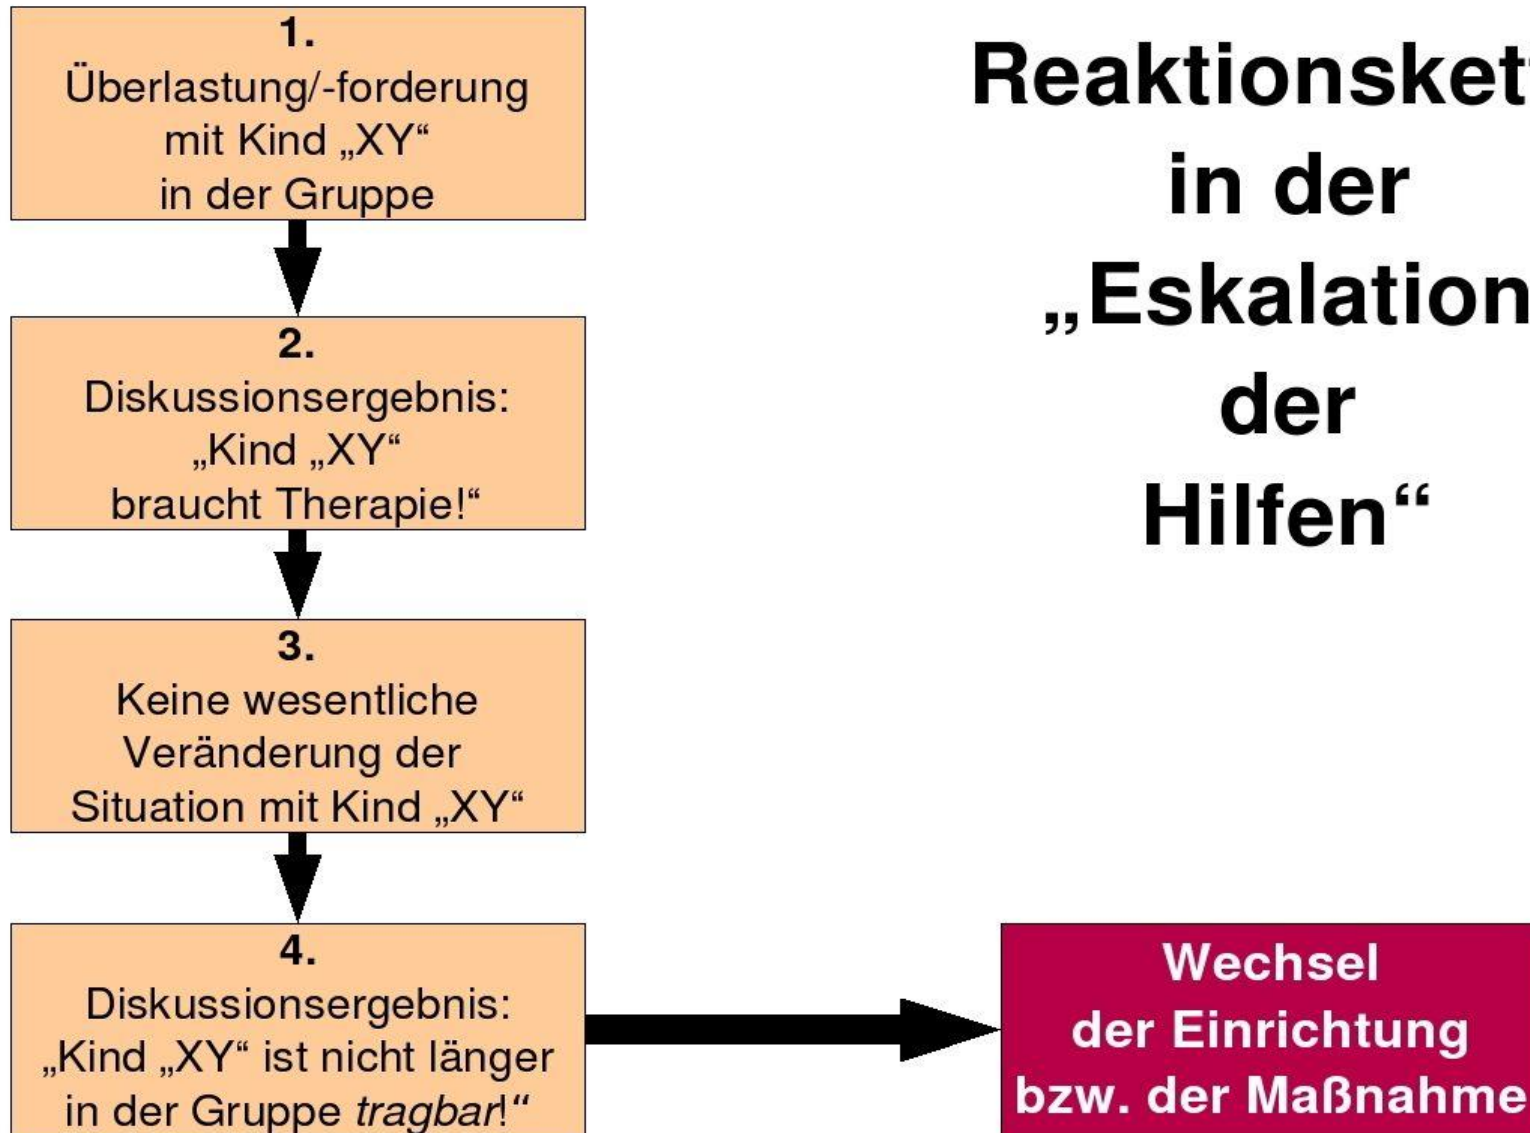 1.
Überlastung/-forderung
mit Kind „XY“
in der Gruppe
2.
Diskussionsergebnis:
„Kind „XY“
braucht Therapie!“
3.
Keine wesentliche
Veränderung der
Situation mit Kind „XY“
4.
Diskussionsergebnis:
„Kind „XY“ ist nicht länger
in der Gruppe tragbar!“
in der
„Eskalation
der
Hilfen“
Wechsel
der Einrichtung
bzw. der Maßnahme